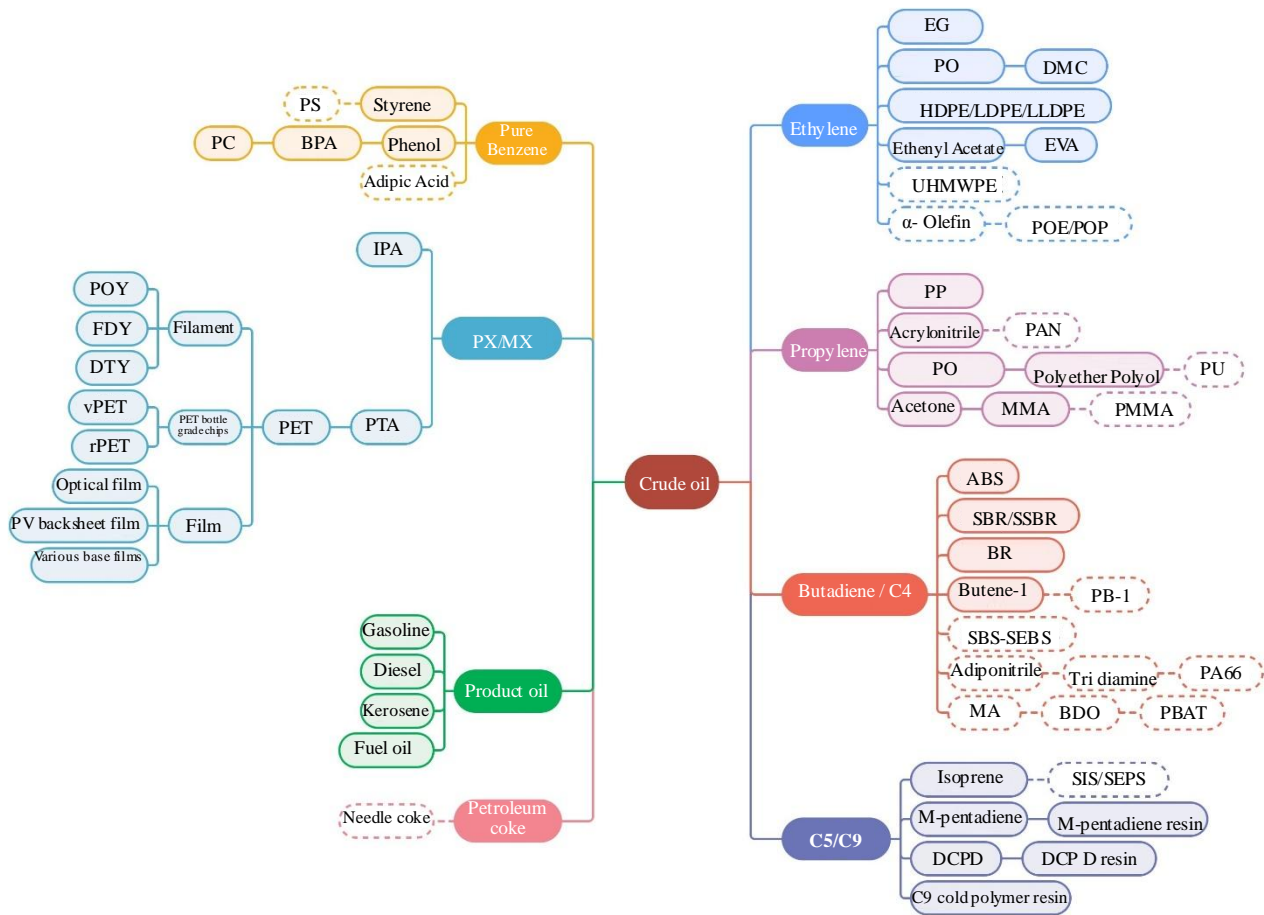 EG
PO
DMC
HDPE/LDPE/LLDPE
Ethylene
Ethenyl Acetate
EVA
UHMWPE
α- Olefin
POE/POP
PS
Styrene
PC
BPA
Phenol
Pure
Benzene
Adipic Acid
IPA
POY
FDY
Filament
DTY
PX/MX
vPET
PET bottle
grade chips
rPET
PET
PTA
Optical film
PV backsheet film
Film
Various base films
PP
Acrylonitrile
PAN
Propylene
PO
Polyether Polyol
PU
Acetone
MMA
PMMA
Crude oil
ABS
SBR/SSBR
BR
Butadiene / C4
Butene-1
PB-1
SBS-SEBS
Adiponitrile
Tri diamine
PA66
MA
BDO
PBAT
Gasoline
Diesel
Product oil
Kerosene
Fuel oil
Needle coke
Petroleum
coke
Isoprene
SIS/SEPS
M-pentadiene
M-pentadiene resin
C5/C9
DCPD
DCP D resin
C9 cold polymer resin